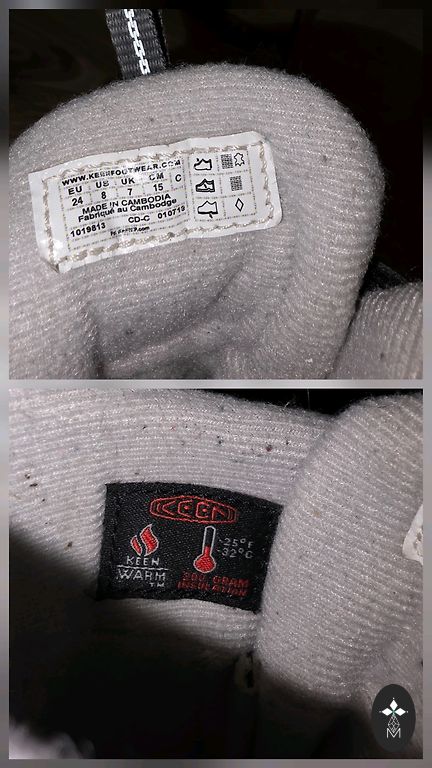 WWW.KEENFOOTWEAR.COM
EU US UK CM C
24 8 7 15
MADE IN CAMBODIA
Fabriqué au Cambodge
1019813 CD-C 010719
KEEN
-25°F
-32°C
KEEN
WARM
TM
200 GRAM
INSULATION
M